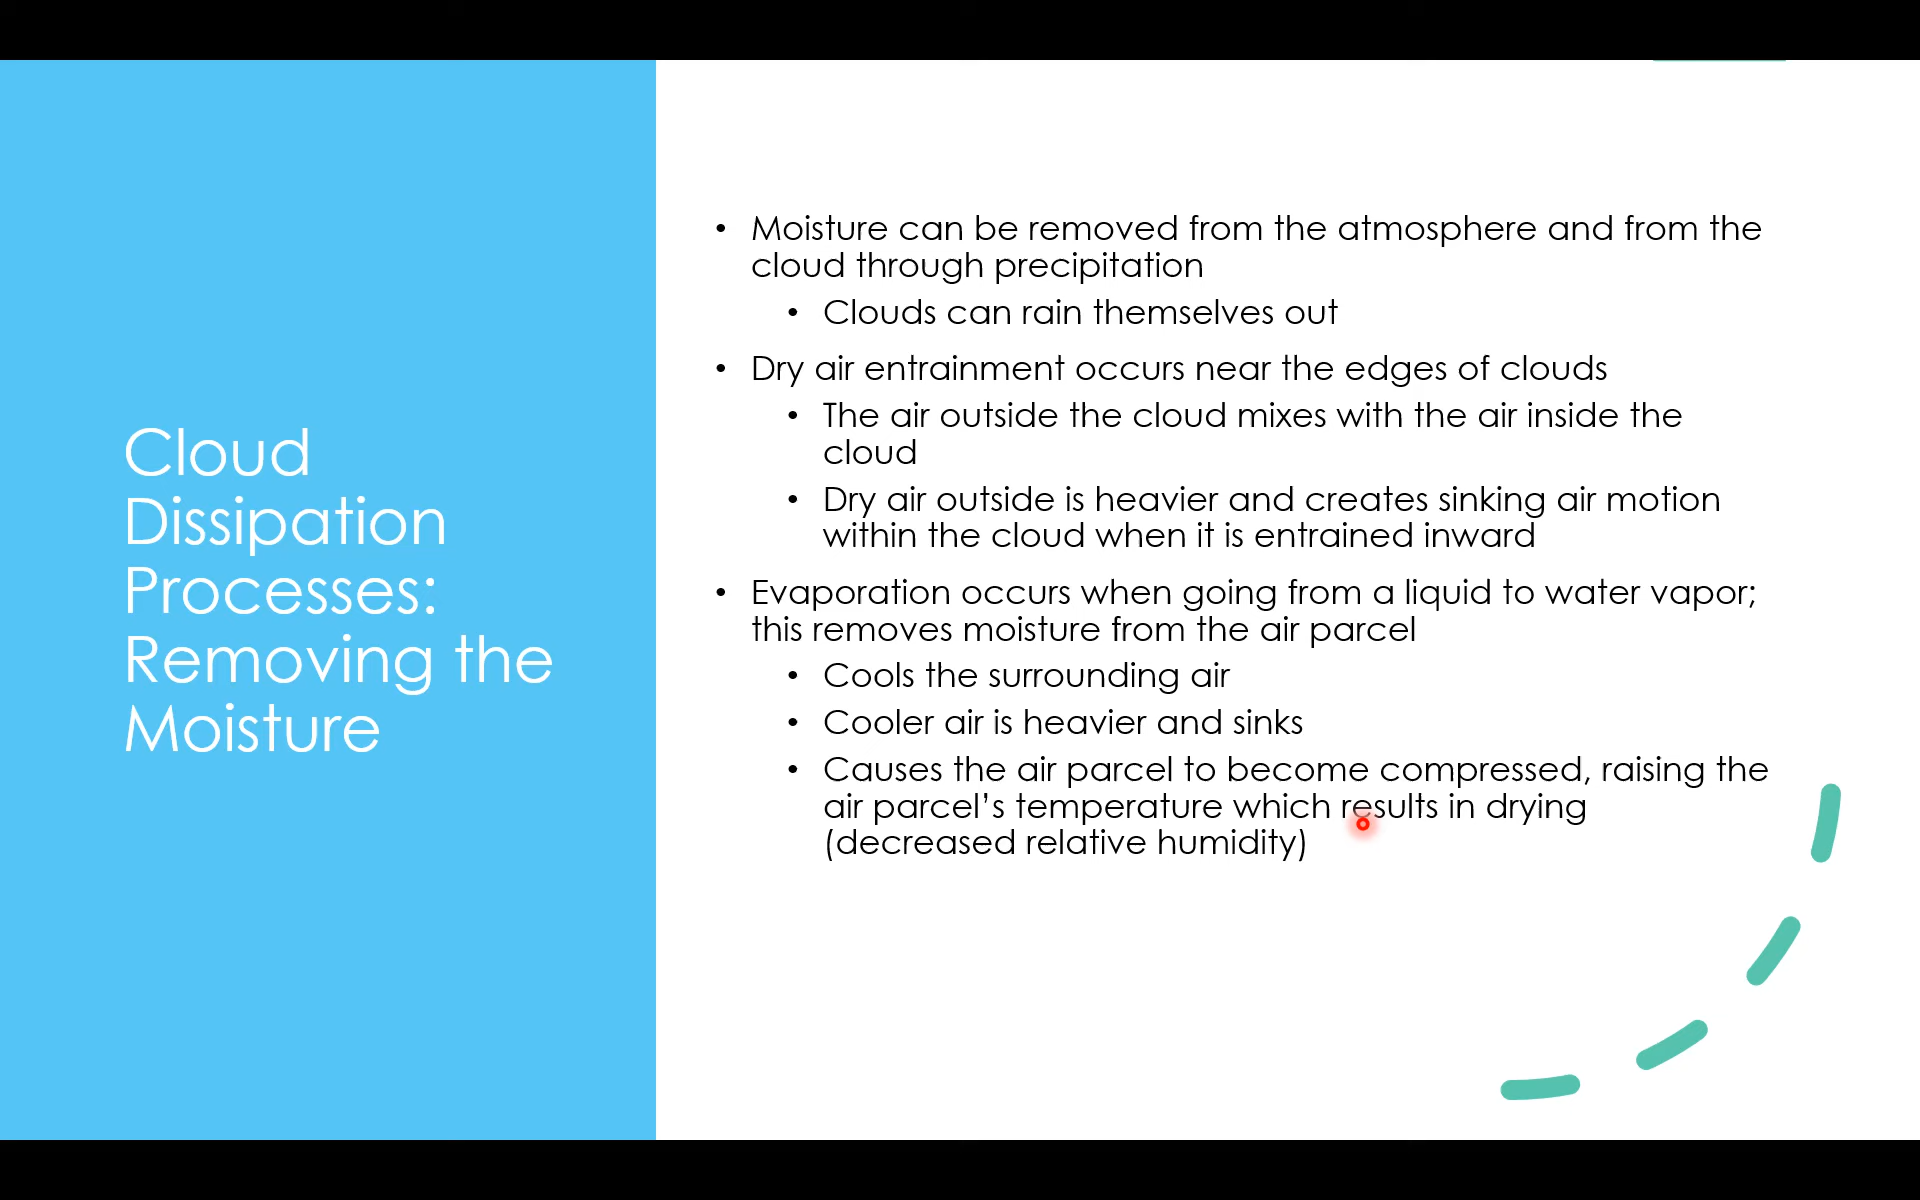 Cloud
Dissipation
Processes:
Removing the
Moisture
• Moisture can be removed from the atmosphere and from the
cloud through precipitation
• Clouds can rain themselves out
• Dry air entrainment occurs near the edges of clouds
• The air outside the cloud mixes with the air inside the
cloud
• Dry air outside is heavier and creates sinking air motion
within the cloud when it is entrained inward
• Evaporation occurs when going from a liquid to water vapor;
this removes moisture from the air parcel
• Cools the surrounding air
• Cooler air is heavier and sinks
• Causes the air parcel to become compressed, raising the
air parcel’s temperature which results in drying
(decreased relative humidity)